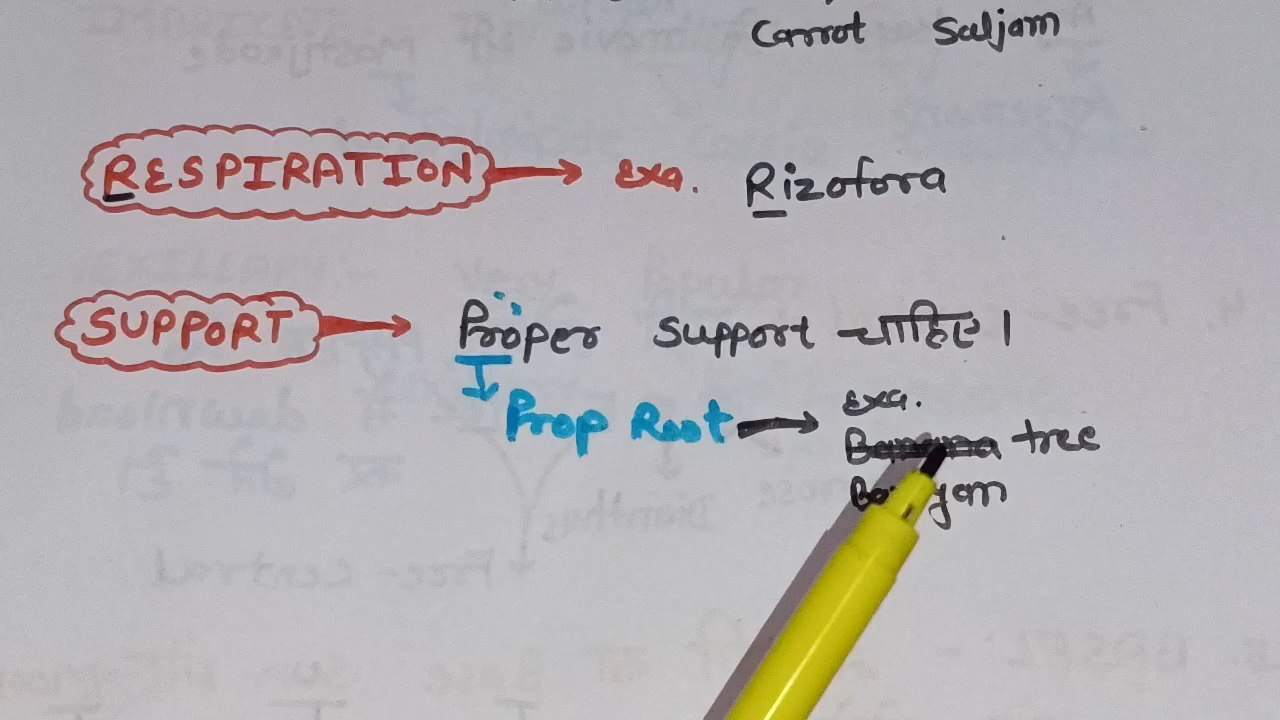 Carrot Saljam
RESPIRATION → Exa. Rizofora
SUPPORT → Proper support चाहिए।
Prop Root → Exa.
tree